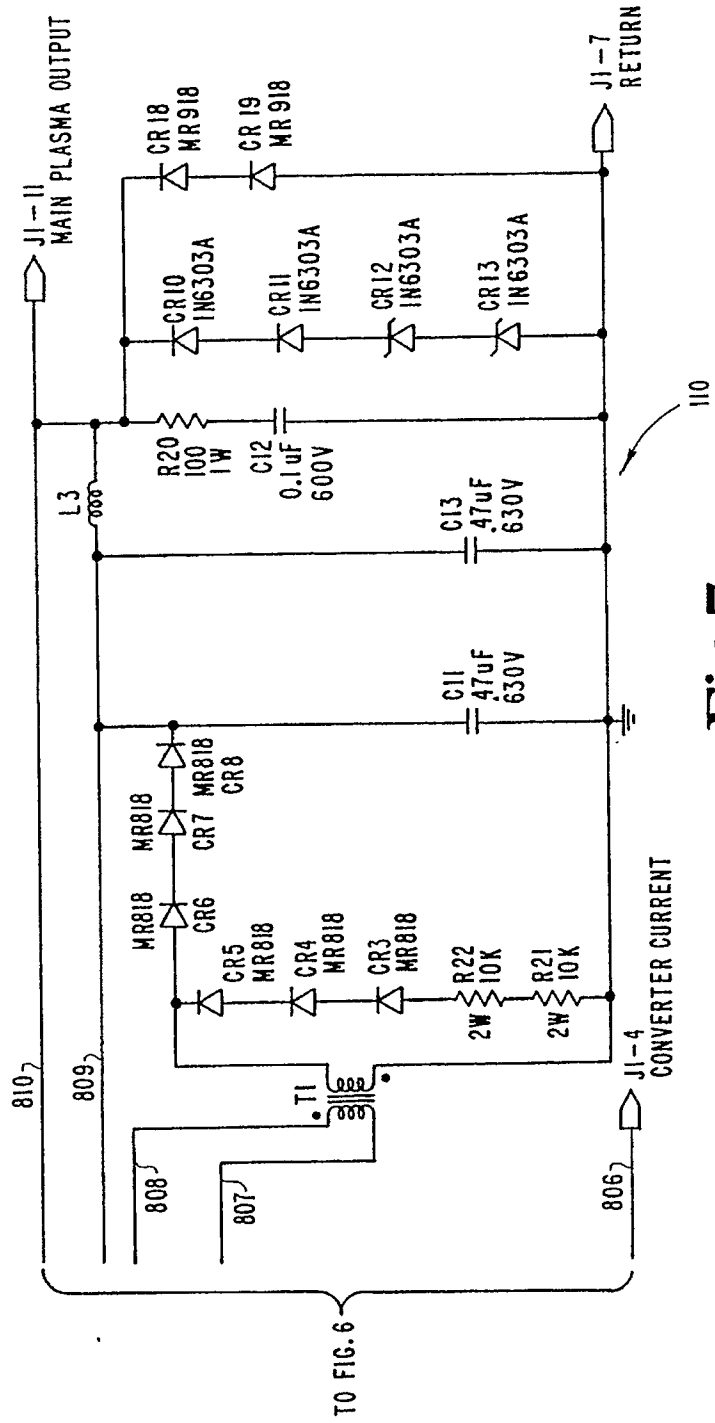 810
J1-11
MAIN PLASMA OUTPUT
809
L3
808
807
T1
MR818
CR6
MR818
CR7
MR818
CR8
CR5
MR818
CR4
MR818
CR3
MR818
R22
10K
2W
R21
10K
2W
C11
.47uF
630V
C13
.47uF
630V
R20
100
1W
C12
0.1uF
600V
CR10
1N6303A
CR11
1N6303A
CR12
1N6303A
CR13
1N6303A
CR18
MR918
CR19
MR918
J1-7
RETURN
806
J1-4
CONVERTER CURRENT
TO FIG. 6
110